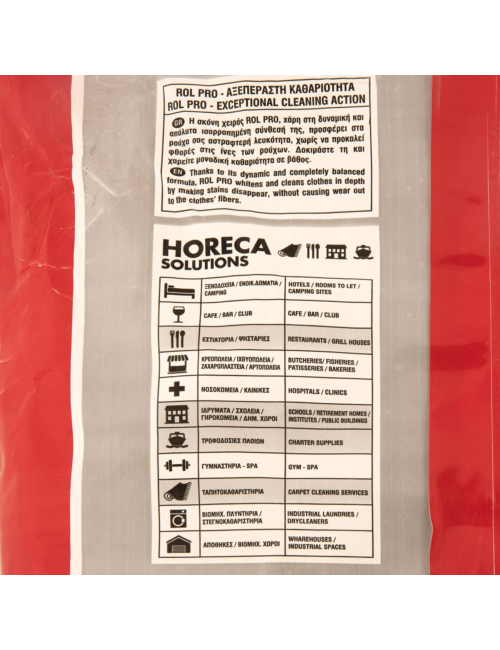 ROL PRO - ΑΞΕΠΕΡΑΣΤΗ ΚΑΘΑΡΙΟΤΗΤΑ
ROL PRO - EXCEPTIONAL CLEANING ACTION
GR Η σκόνη χειρός ROL PRO, χάρη στη δυναμική και
απόλυτα ισορροπημένη σύνθεσή της, προσφέρει στα
ρούχα σας αστραφτερή λευκότητα, χωρίς να προκαλεί
φθορές στις ίνες των ρούχων. Δοκιμάστε τη και
χαρείτε μοναδική καθαριότητα σε βάθος.
EN Thanks to its dynamic and completely balanced
formula, ROL PRO whitens and cleans clothes in depth
by making stains disappear, without causing wear out
to the clothes' fibers.
HORECA
SOLUTIONS
ΞΕΝΟΔΟΧΕΙΑ / ΕΝΟΙΚ.ΔΩΜΑΤΙΑ /
CAMPING
HOTELS / ROOMS TO LET /
CAMPING SITES
CAFE / BAR / CLUB
CAFE / BAR / CLUB
ΕΣΤΙΑΤΟΡΙΑ / ΨΗΣΤΑΡΙΕΣ
RESTAURANTS / GRILL HOUSES
ΚΡΕΟΠΩΛΕΙΑ / ΙΧΘΥΟΠΩΛΕΙΑ /
ΖΑΧΑΡΟΠΛΑΣΤΕΙΑ / ΑΡΤΟΠΩΛΕΙΑ
BUTCHERIES/ FISHERIES /
PATISSERIES / BAKERIES
ΝΟΣΟΚΟΜΕΙΑ / ΚΛΙΝΙΚΕΣ
HOSPITALS / CLINICS
ΙΔΡΥΜΑΤΑ / ΣΧΟΛΕΙΑ /
ΓΗΡΟΚΟΜΕΙΑ / ΔΗΜ. ΧΩΡΟΙ
SCHOOLS / RETIREMENT HOMES /
INSTITUTES / PUBLIC BUILDINGS
ΤΡΟΦΟΔΟΣΙΕΣ ΠΛΟΙΩΝ
CHARTER SUPPLIES
ΓΥΜΝΑΣΤΗΡΙΑ - SPA
GYM - SPA
ΤΑΠΗΤΟΚΑΘΑΡΙΣΤΗΡΙΑ
CARPET CLEANING SERVICES
ΒΙΟΜΗΧ. ΠΛΥΝΤΗΡΙΑ /
ΣΤΕΓΝΟΚΑΘΑΡΙΣΤΗΡΙΑ
INDUSTRIAL LAUNDRIES /
DRYCLEANERS
ΑΠΟΘΗΚΕΣ / ΒΙΟΜΗΧ. ΧΩΡΟΙ
WHAREHOUSES /
INDUSTRIAL SPACES